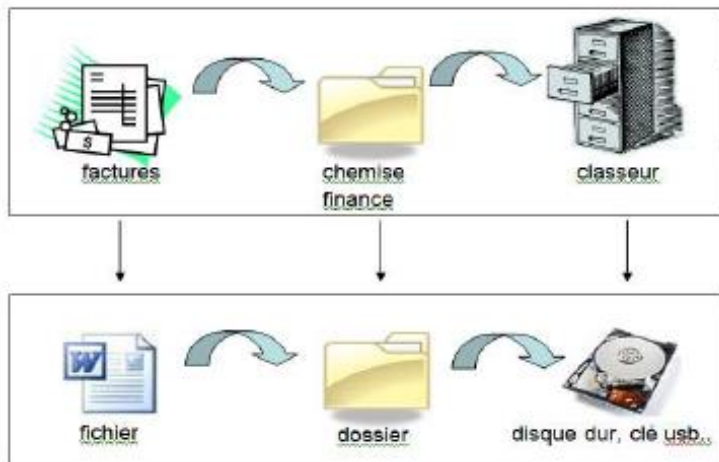 factures
chemise
finance
classeur
W
fichier
dossier
disque dur, clé usb..